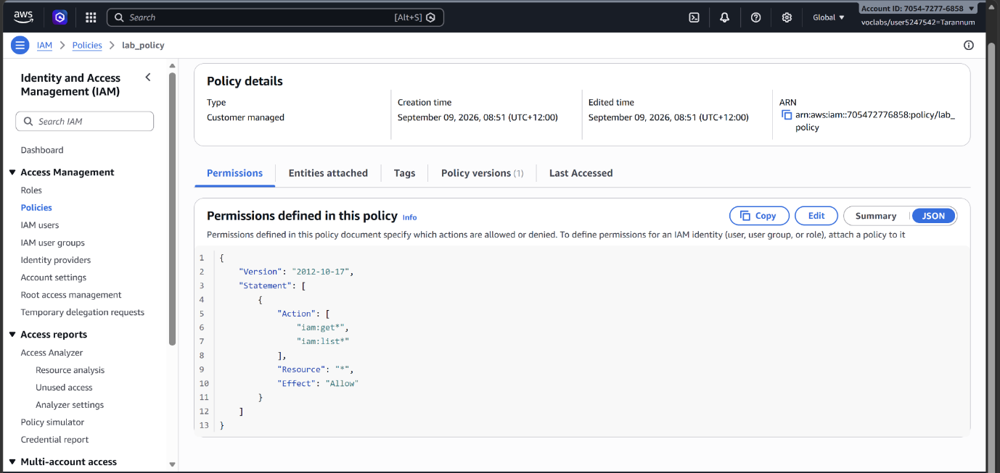 aws
Search
[Alt+S]
Global
Account ID: 7054-7277-6858
voclabs/user5247542=Tarannum
IAM
Policies
lab_policy
Identity and Access
Management (IAM)
Search IAM
Dashboard
Access Management
Roles
Policies
IAM users
IAM user groups
Identity providers
Account settings
Root access management
Temporary delegation requests
Access reports
Access Analyzer
Resource analysis
Unused access
Analyzer settings
Policy simulator
Credential report
Multi-account access
Policy details
Type
Customer managed
Creation time
September 09, 2026, 08:51 (UTC+12:00)
Edited time
September 09, 2026, 08:51 (UTC+12:00)
ARN
arn:aws:iam::705472776858:policy/lab_
policy
Permissions
Entities attached
Tags
Policy versions (1)
Last Accessed
Permissions defined in this policy Info
Copy
Edit
Summary
JSON
Permissions defined in this policy document specify which actions are allowed or denied. To define permissions for an IAM identity (user, user group, or role), attach a policy to it
1 {
2     "Version": "2012-10-17",
3     "Statement": [
4         {
5             "Action": [
6                 "iam:get*",
7                 "iam:list*"
8             ],
9             "Resource": "*",
10             "Effect": "Allow"
11         }
12     ]
13 }